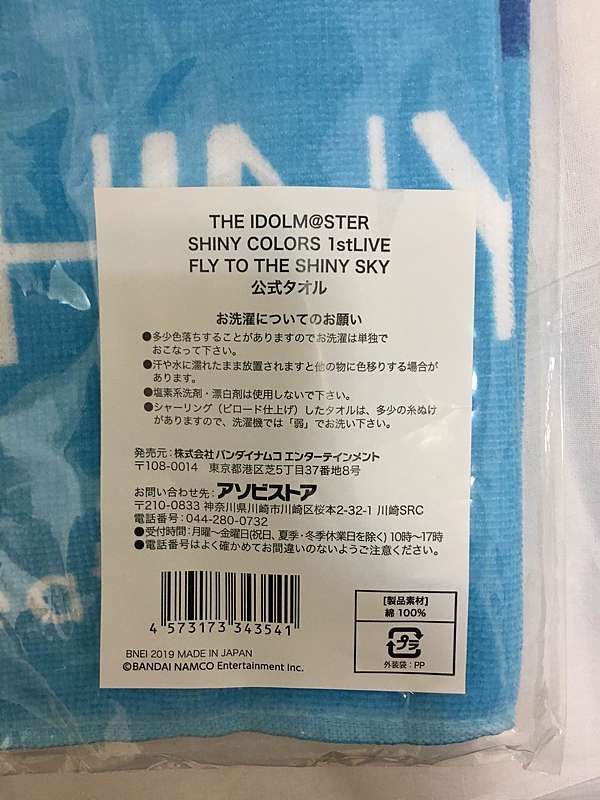 HINY
THE IDOLM@STER
SHINY COLORS 1stLIVE
FLY TO THE SHINY SKY
公式タオル
お洗濯についてのお願い
●多少色落ちすることがありますのでお洗濯は単独で
おこなって下さい。
●汗や水に濡れたまま放置されますと他の物に色移りする場合が
あります。
●塩素系洗剤・漂白剤は使用しないで下さい。
●シャーリング（ビロード仕上げ）したタオルは、多少の糸ぬけ
がありますので、洗濯機では「弱」でお洗い下さい。
発売元：株式会社 バンダイナムコ エンターテインメント
〒108-0014 東京都港区芝5丁目37番地8号
お問い合わせ先：アソビストア
〒210-0833 神奈川県川崎市川崎区桜本2-32-1 川崎SRC
電話番号：044-280-0732
●受付時間：月曜～金曜日(祝日、夏季・冬季休業日を除く) 10時～17時
●電話番号はよく確かめてお間違いのないようご注意ください。
4 573173 343541
BNEI 2019 MADE IN JAPAN
©BANDAI NAMCO Entertainment Inc.
[製品素材]
綿 100%
プラ
外装袋：PP